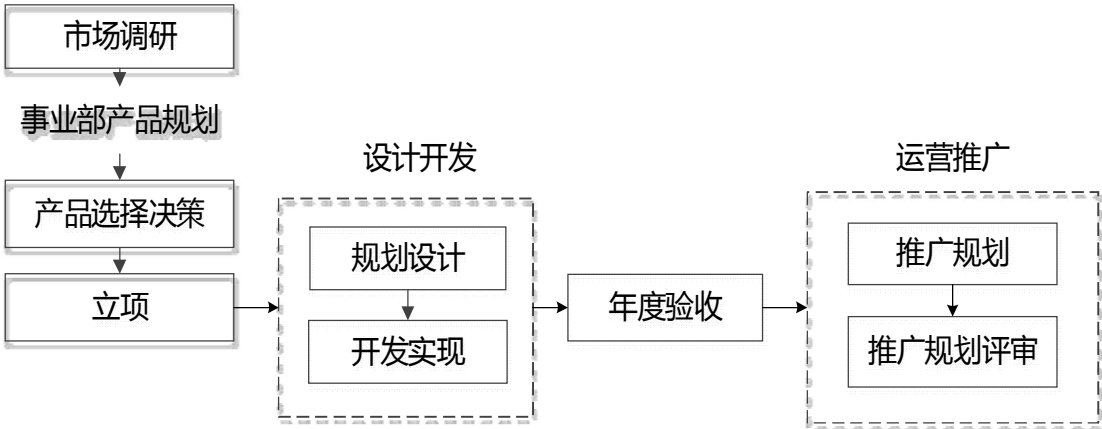 市场调研
事业部产品规划
产品选择决策
立项
设计开发
规划设计
开发实现
年度验收
运营推广
推广规划
推广规划评审